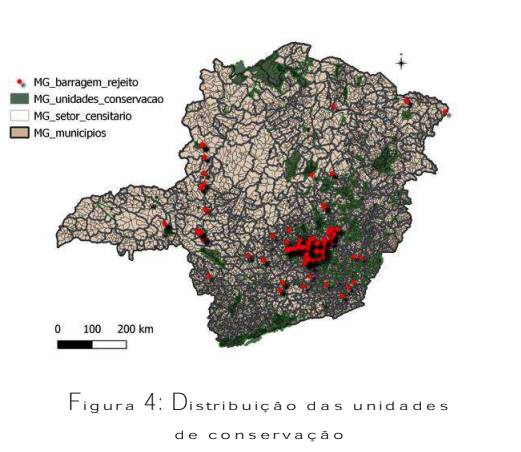 MG_barragem_rejeito
MG_unidades_conservacao
MG_setor_censitario
MG_municipios
0 100 200 km
Figura 4: Distribuição das unidades
de conservação